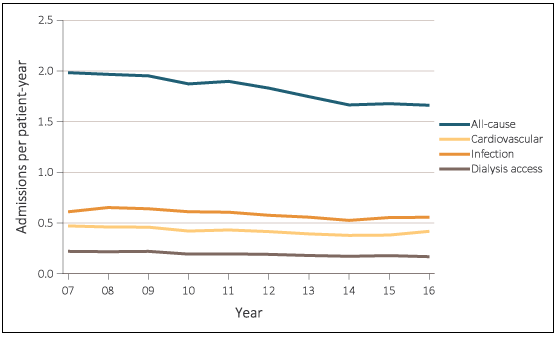 2.5
2.0
1.5
1.0
0.5
0.0
Admissions per patient-year
07 08 09 10 11 12 13 14 15 16
Year
All-cause
Cardiovascular
Infection
Dialysis access